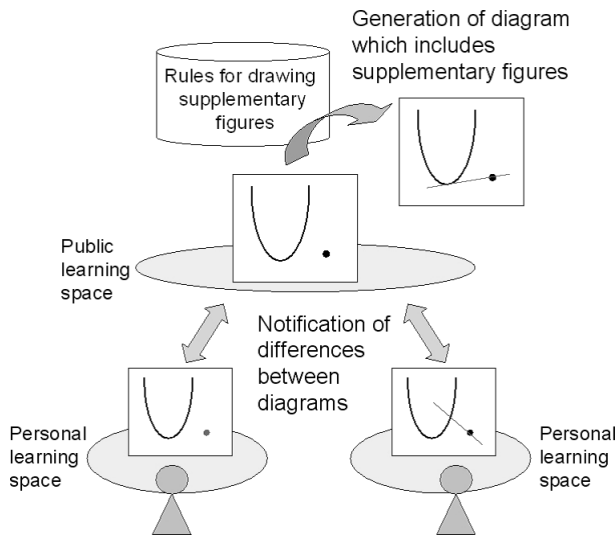 Generation of diagram
which includes
supplementary figures
Rules for drawing
supplementary
figures
Public
learning
space
Notification of
differences
between
diagrams
Personal
learning
space
Personal
learning
space